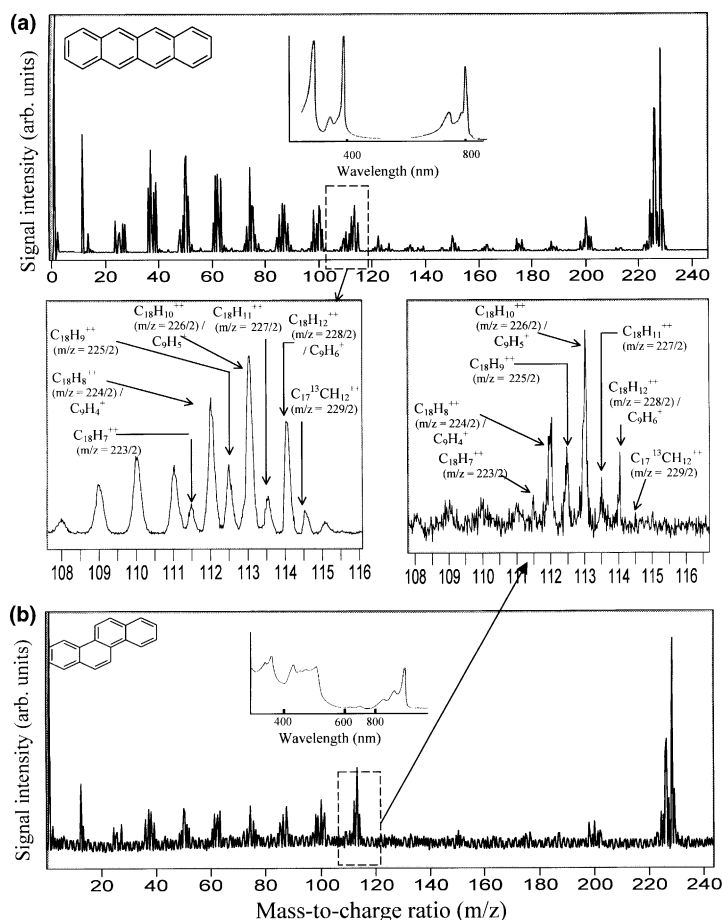 (a)
Signal intensity (arb. units)
400
800
Wavelength (nm)
0 20 40 60 80 100 120 140 160 180 200 220 240
C₁₈H₉⁺⁺
(m/z = 225/2)
C₁₈H₁₀⁺⁺
(m/z = 226/2) /
C₉H₅⁺
C₁₈H₁₁⁺⁺
(m/z = 227/2)
C₁₈H₁₂⁺⁺
(m/z = 228/2)
/ C₉H₆⁺
C₁₈H₈⁺⁺
(m/z = 224/2) /
C₉H₄⁺
C₁₇¹³CH₁₂⁺⁺
(m/z = 229/2)
C₁₈H₇⁺⁺
(m/z = 223/2)
108 109 110 111 112 113 114 115 116
C₁₈H₁₀⁺⁺
(m/z = 226/2) /
C₉H₅⁺
C₁₈H₁₁⁺⁺
(m/z = 227/2)
C₁₈H₉⁺⁺
(m/z = 225/2)
C₁₈H₁₂⁺⁺
(m/z = 228/2) /
C₉H₆⁺
C₁₈H₈⁺⁺
(m/z = 224/2) /
C₉H₄⁺
C₁₈H₇⁺⁺
(m/z = 223/2)
C₁₇¹³CH₁₂⁺⁺
(m/z = 229/2)
108 109 110 111 112 113 114 115 116
(b)
Signal intensity (arb. units)
400 600 800
Wavelength (nm)
20 40 60 80 100 120 140 160 180 200 220 240
Mass-to-charge ratio (m/z)